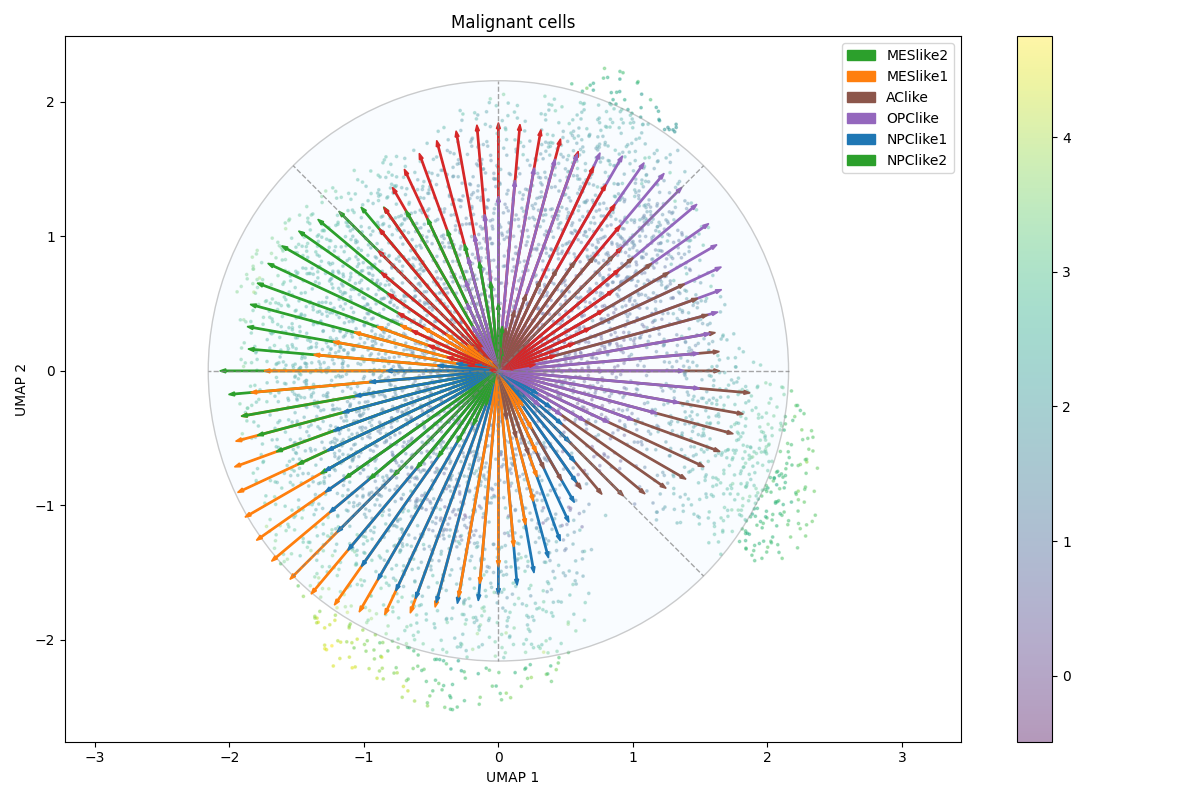 Malignant cells
MESlike2
MESlike1
AClike
OPClike
NPClike1
NPClike2
2
1
0
−1
−2
UMAP 2
−3
−2
−1
0
1
2
3
UMAP 1
4
3
2
1
0